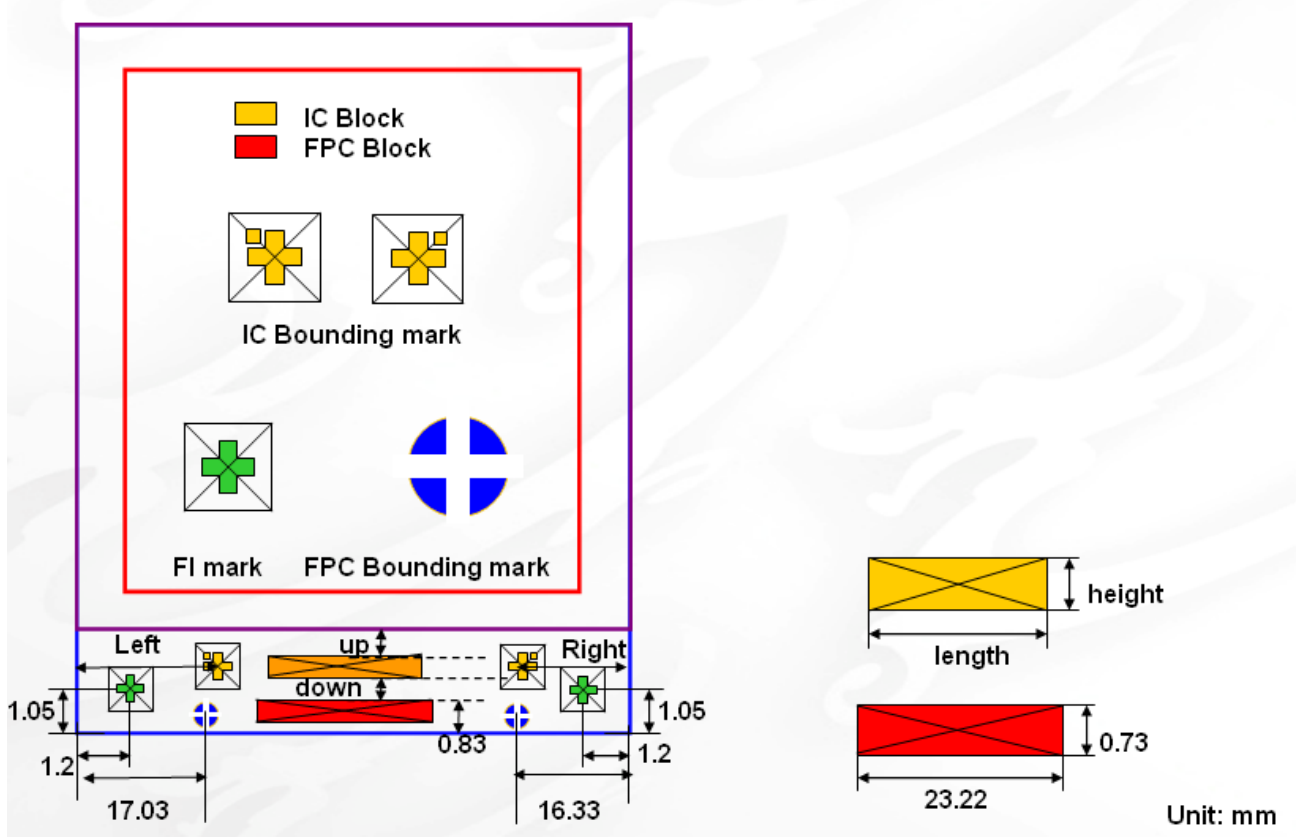 IC Block
FPC Block
IC Bounding mark
FI mark
FPC Bounding mark
height
length
Left
up
Right
down
1.05
1.05
0.83
0.73
1.2
1.2
17.03
16.33
23.22
Unit: mm